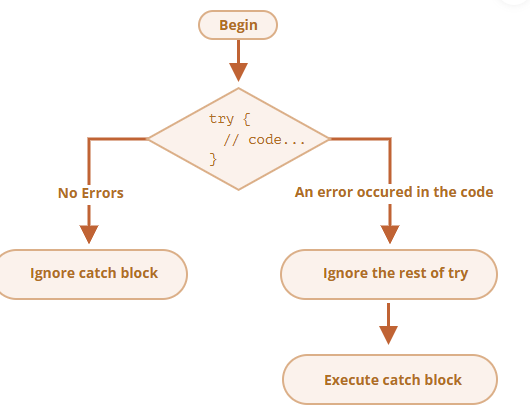 Begin
try {
// code...
}
No Errors
An error occured in the code
Ignore catch block
Ignore the rest of try
Execute catch block